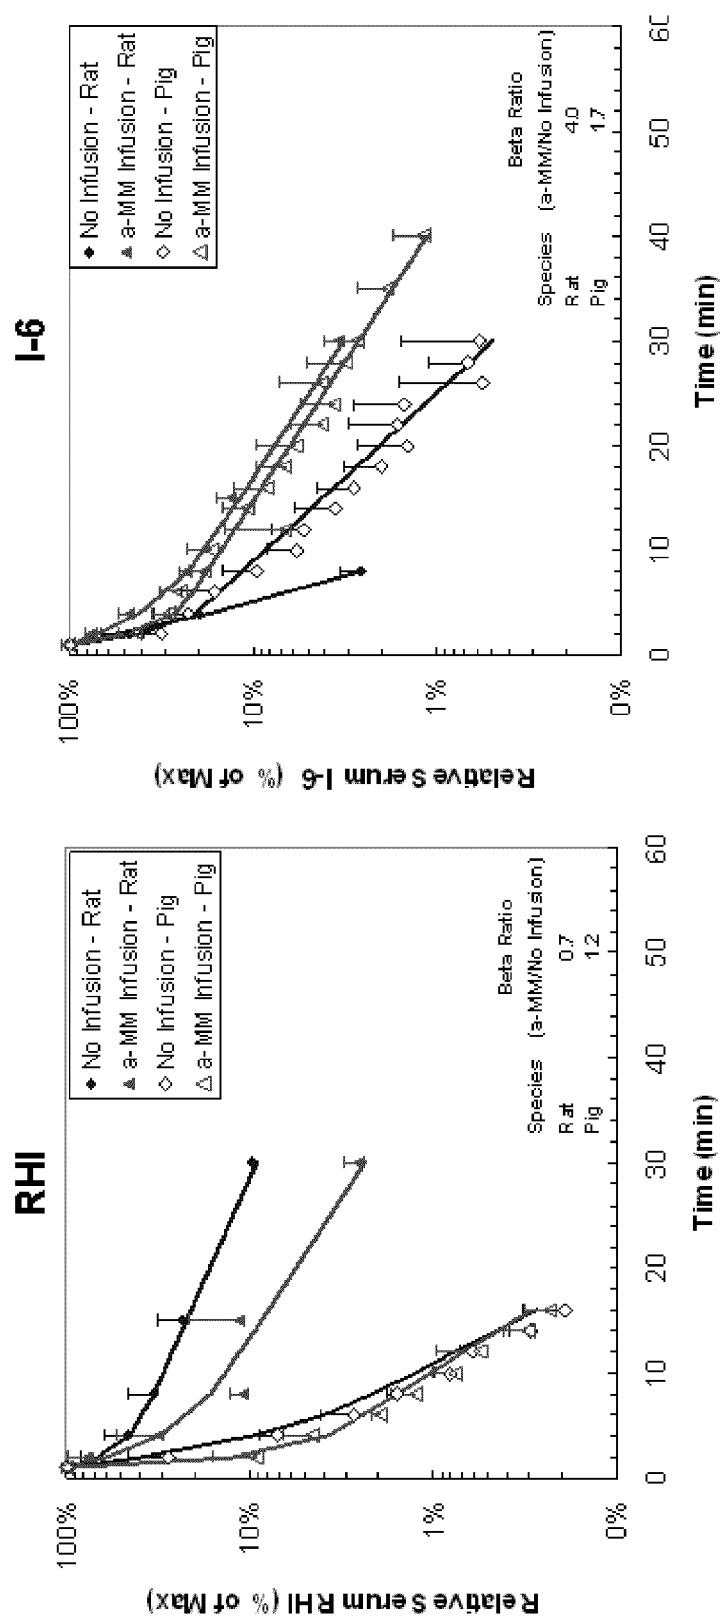 RHI
Relative Serum RHI (% of Max)
100%
10%
1%
0%
No Infusion - Rat
a-MM Infusion - Rat
No Infusion - Pig
a-MM Infusion - Pig
Beta Ratio
Species (a-MM/No Infusion)
Rat 0.7
Pig 1.2
0 10 20 30 40 50 60
Time (min)
I-6
Relative Serum I-6 (% of Max)
100%
10%
1%
0%
No Infusion - Rat
a-MM Infusion - Rat
No Infusion - Pig
a-MM Infusion - Pig
Beta Ratio
Species (a-MM/No Infusion)
Rat 4.0
Pig 1.7
0 10 20 30 40 50 60
Time (min)